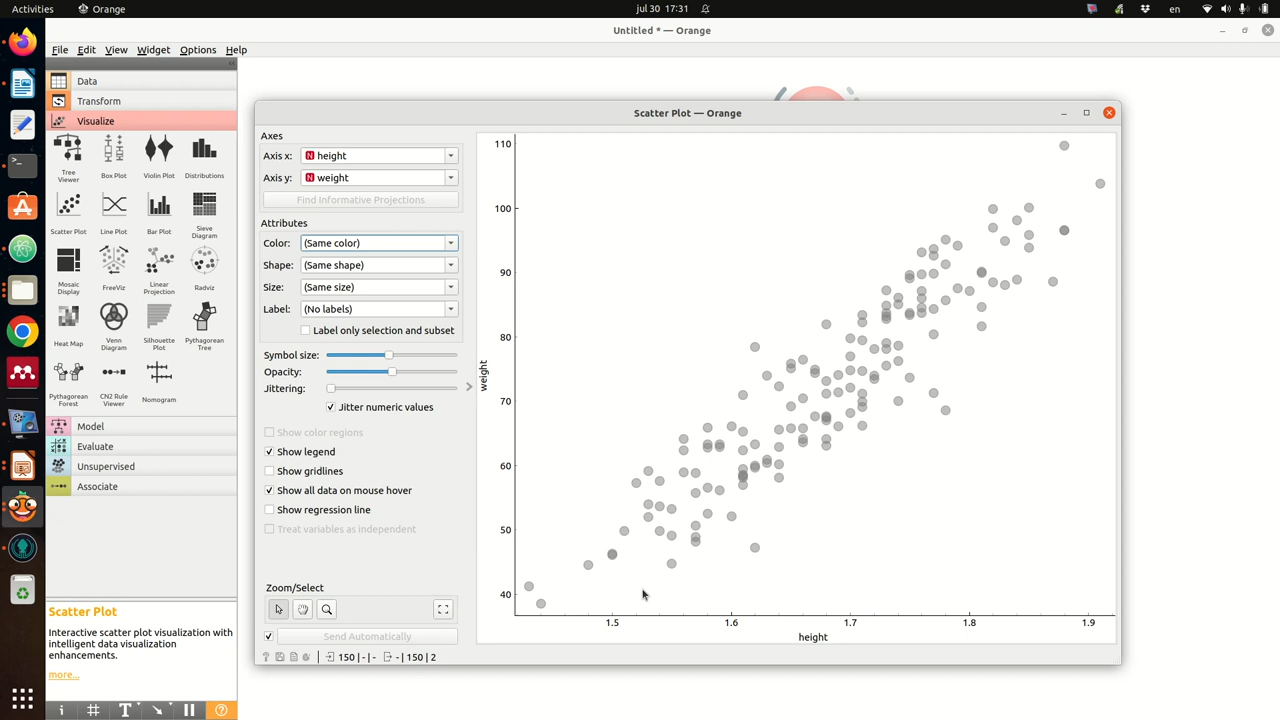 Activities Orange jul 30 17:31 en
Untitled * — Orange
File Edit View Widget Options Help
Data
Transform
Visualize
Tree Viewer Box Plot Violin Plot Distributions
Scatter Plot Line Plot Bar Plot Sieve Diagram
Mosaic Display FreeViz Linear Projection Radviz
Heat Map Venn Diagram Silhouette Plot Pythagorean Tree
Pythagorean Forest CN2 Rule Viewer Nomogram
Model
Evaluate
Unsupervised
Associate
Scatter Plot
Interactive scatter plot visualization with
intelligent data visualization
enhancements.
more...
Scatter Plot — Orange
Axes
Axis x: N height
Axis y: N weight
Find Informative Projections
Attributes
Color: (Same color)
Shape: (Same shape)
Size: (Same size)
Label: (No labels)
Label only selection and subset
Symbol size:
Opacity:
Jittering:
Jitter numeric values
Show color regions
Show legend
Show gridlines
Show all data on mouse hover
Show regression line
Treat variables as independent
Zoom/Select
Send Automatically
? 150 | - | - - | 150 | 2
110
100
90
80
70
60
50
40
weight
1.5 1.6 1.7 1.8 1.9
height